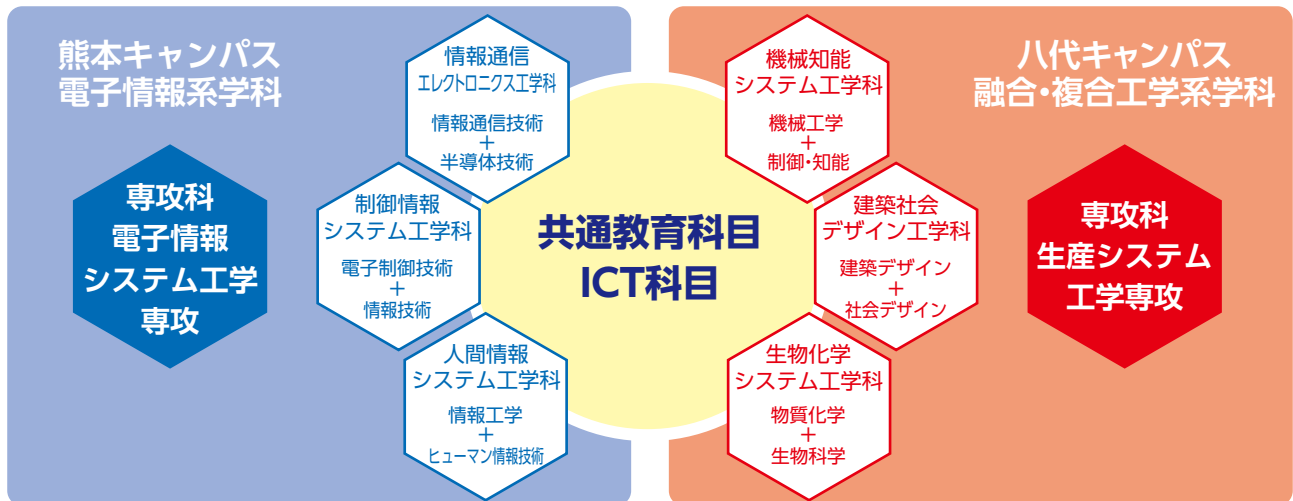 熊本キャンパス
電子情報系学科
専攻科
電子情報
システム工学
専攻
情報通信
エレクトロニクス工学科
情報通信技術
+
半導体技術
制御情報
システム工学科
電子制御技術
+
情報技術
人間情報
システム工学科
情報工学
+
ヒューマン情報技術
共通教育科目
ICT科目
機械知能
システム工学科
機械工学
+
制御・知能
建築社会
デザイン工学科
建築デザイン
+
社会デザイン
生物化学
システム工学科
物質化学
+
生物科学
八代キャンパス
融合・複合工学系学科
専攻科
生産システム
工学専攻